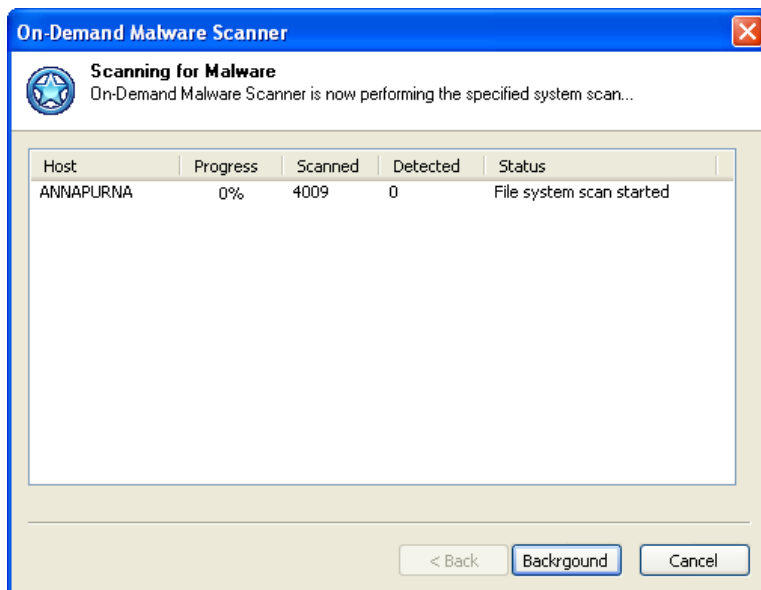 On-Demand Malware Scanner
Scanning for Malware
On-Demand Malware Scanner is now performing the specified system scan...
Host Progress Scanned Detected Status
ANNAPURNA 0% 4009 0 File system scan started
< Back Backrgound Cancel